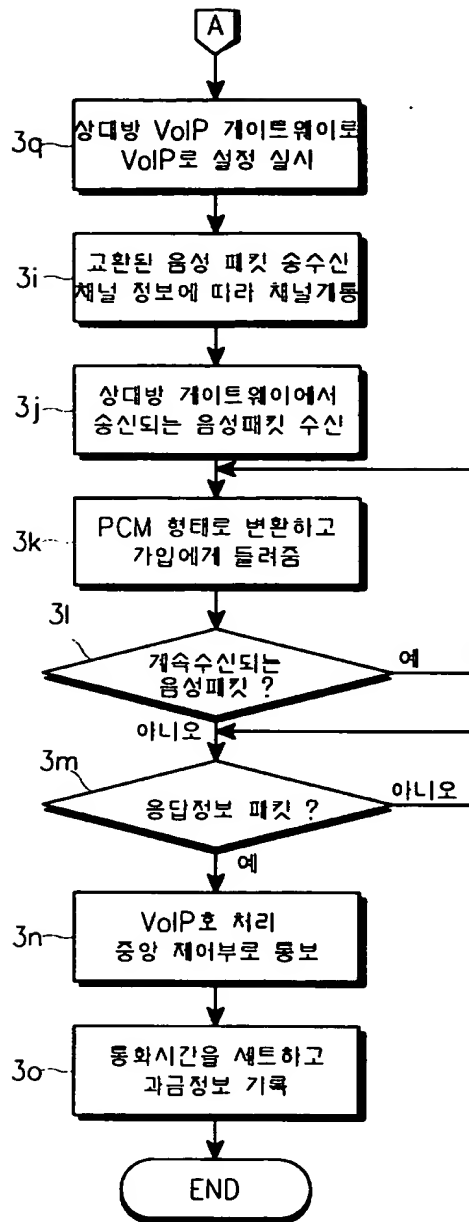 A
3q
상대방 VoIP 게이트웨이로
VoIP로 설정 실시
3i
교환된 음성 패킷 송수신
채널 정보에 따라 채널개통
3j
상대방 게이트웨이에서
송신되는 음성패킷 수신
3k
PCM 형태로 변환하고
가입에게 들려줌
3l
계속수신되는
음성패킷 ?
예
아니오
3m
응답정보 패킷 ?
아니오
예
3n
VoIP호 처리
중앙 제어부로 통보
3o
통화시간을 세트하고
과금정보 기록
END